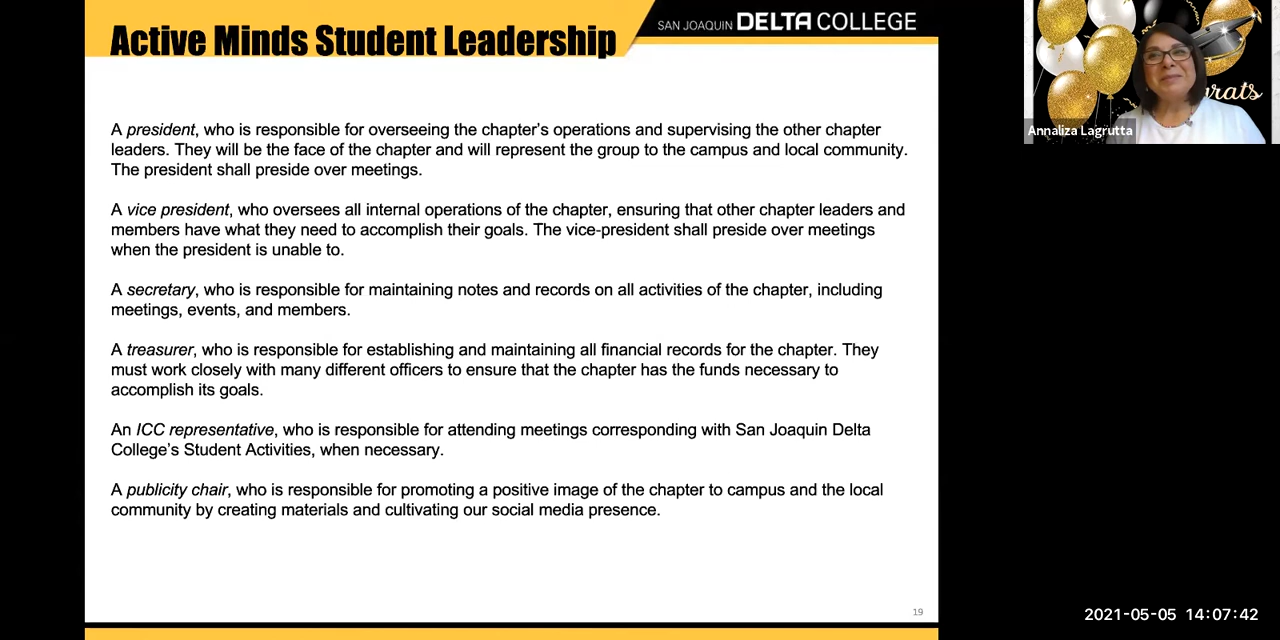 Active Minds Student Leadership
SAN JOAQUIN DELTA COLLEGE
A president, who is responsible for overseeing the chapter's operations and supervising the other chapter
leaders. They will be the face of the chapter and will represent the group to the campus and local community.
The president shall preside over meetings.
A vice president, who oversees all internal operations of the chapter, ensuring that other chapter leaders and
members have what they need to accomplish their goals. The vice-president shall preside over meetings
when the president is unable to.
A secretary, who is responsible for maintaining notes and records on all activities of the chapter, including
meetings, events, and members.
A treasurer, who is responsible for establishing and maintaining all financial records for the chapter. They
must work closely with many different officers to ensure that the chapter has the funds necessary to
accomplish its goals.
An ICC representative, who is responsible for attending meetings corresponding with San Joaquin Delta
College's Student Activities, when necessary.
A publicity chair, who is responsible for promoting a positive image of the chapter to campus and the local
community by creating materials and cultivating our social media presence.
19
rats
Annaliza Lagrutta
2021-05-05 14:07:42